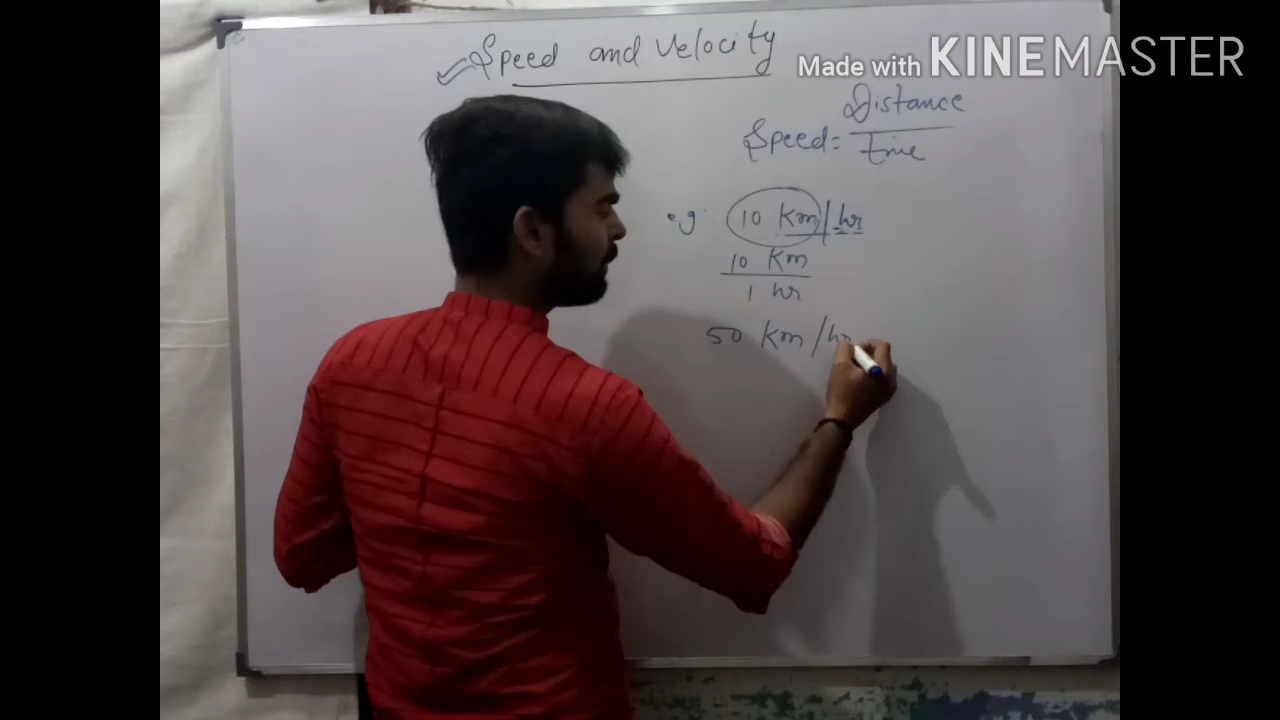 Speed and Velocity
Made with KINEMASTER
Speed = Distance
time
e.g. 10 Km/hr
10 Km
1 hr
50 Km/hr